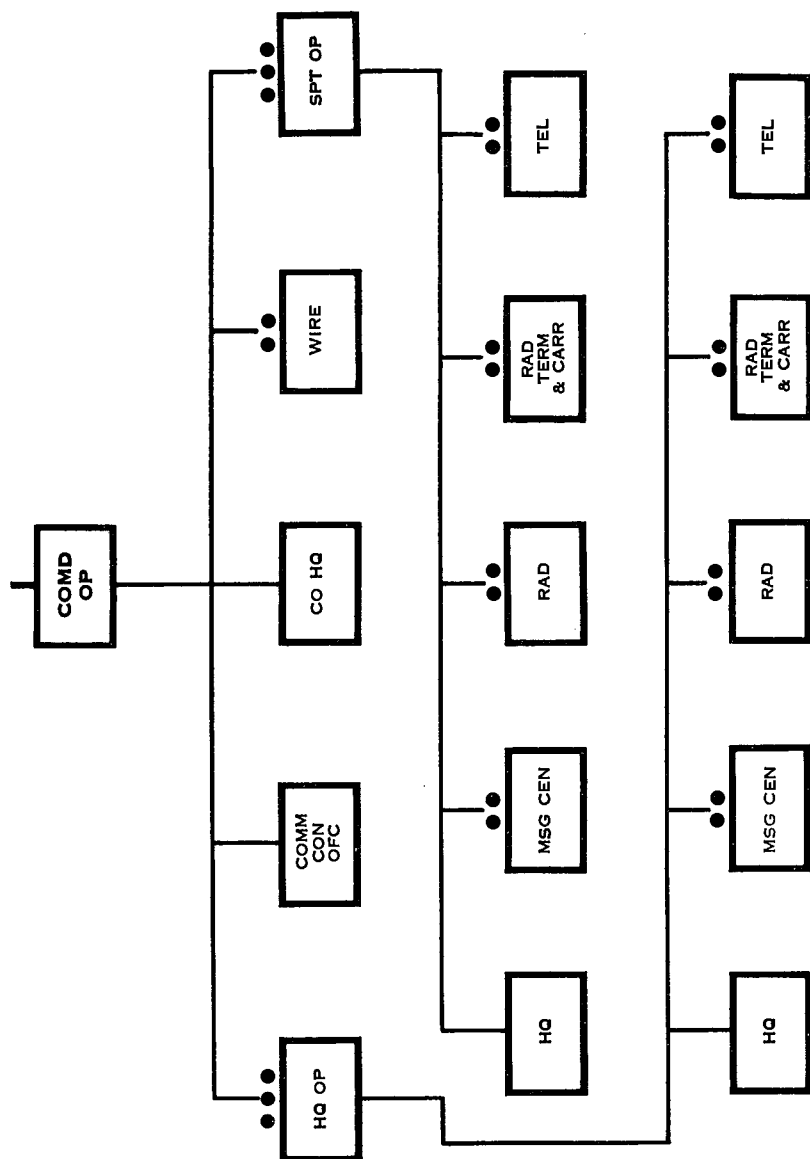 COMD
OP
HQ OP
COMM
CON
OFC
CO HQ
WIRE
SPT OP
HQ
MSG CEN
RAD
RAD
TERM
& CARR
TEL
HQ
MSG CEN
RAD
RAD
TERM
& CARR
TEL